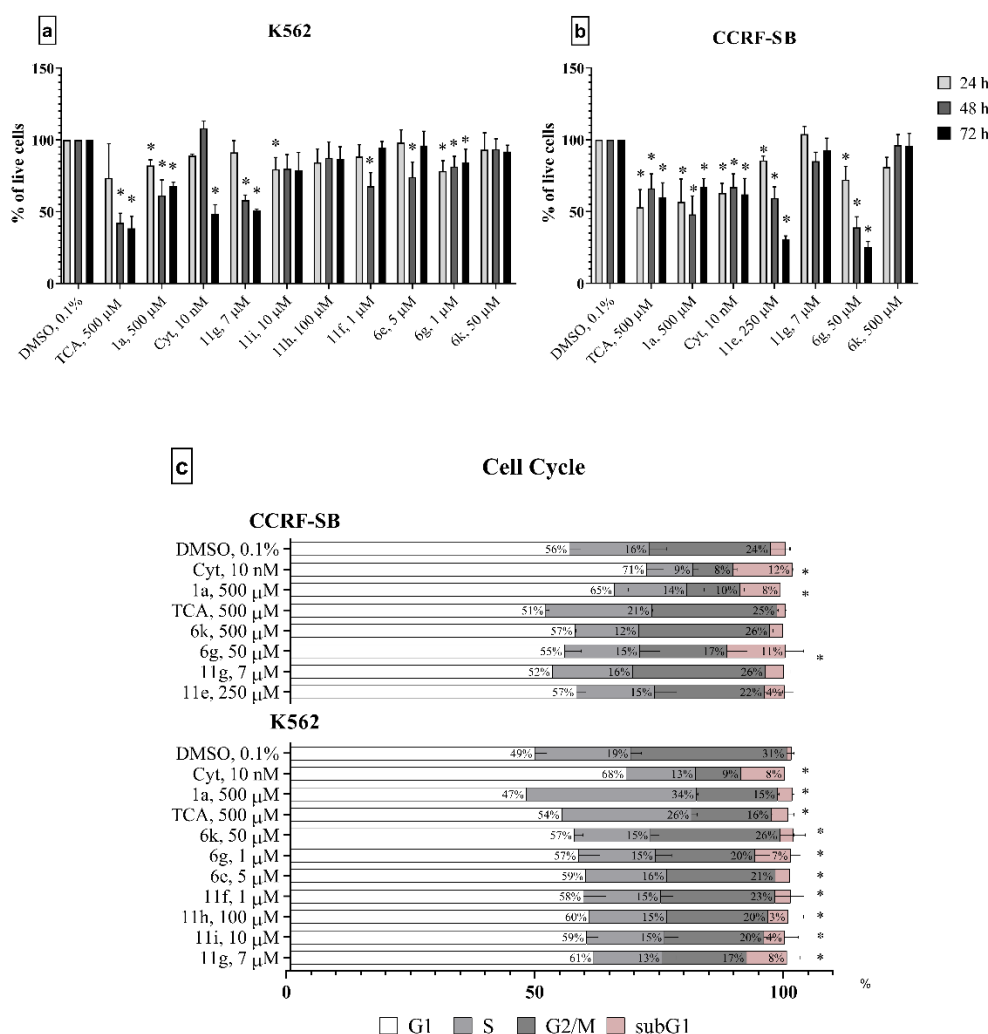 a
K562
% of live cells
150
100
50
0
* * * * * * * * * * * * * * *
DMSO, 0.1%
TCA, 500 μM
1a, 500 μM
Cyt, 10 nM
11g, 7 μM
11i, 10 μM
11h, 100 μM
11f, 1 μM
6e, 5 μM
6g, 1 μM
6k, 50 μM
b
CCRF-SB
% of live cells
150
100
50
0
* * * * * * * * * * * * * * *
DMSO, 0.1%
TCA, 500 μM
1a, 500 μM
Cyt, 10 nM
11e, 250 μM
11g, 7 μM
6g, 50 μM
6k, 500 μM
24 h
48 h
72 h
c
Cell Cycle
CCRF-SB
DMSO, 0.1% 56% 16% 24%
Cyt, 10 nM 71% 9% 8% 12% *
1a, 500 μM 65% 14% 10% 8% *
TCA, 500 μM 51% 21% 25%
6k, 500 μM 57% 12% 26%
6g, 50 μM 55% 15% 17% 11% *
11g, 7 μM 52% 16% 26%
11e, 250 μM 57% 15% 22% 4%
K562
DMSO, 0.1% 49% 19% 31%
Cyt, 10 nM 68% 13% 9% 8% *
1a, 500 μM 47% 34% 15% *
TCA, 500 μM 54% 26% 16% *
6k, 50 μM 57% 15% 26% *
6g, 1 μM 57% 15% 20% 7% *
6e, 5 μM 59% 16% 21% *
11f, 1 μM 58% 15% 23% *
11h, 100 μM 60% 15% 20% 3% *
11i, 10 μM 59% 15% 20% 4% *
11g, 7 μM 61% 13% 17% 8% *
0 100 %
G1 S G2/M subG1